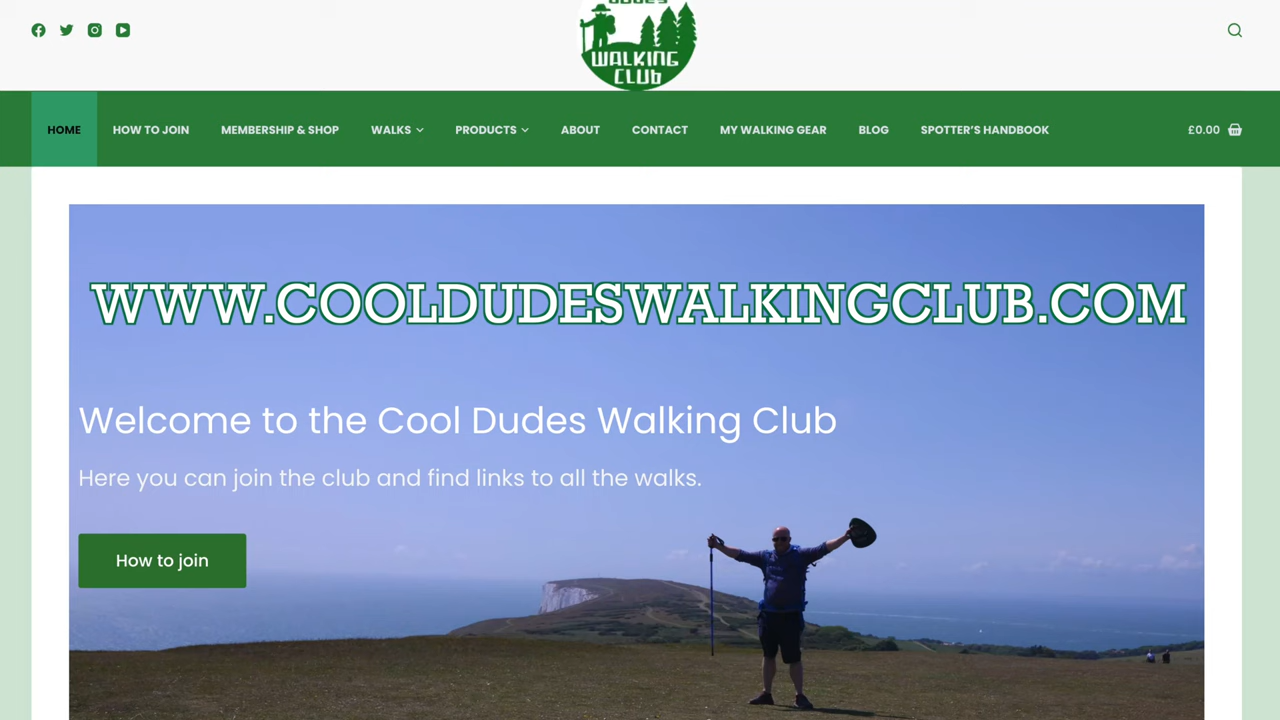 DUDES
WALKING
CLUB
HOME HOW TO JOIN MEMBERSHIP & SHOP WALKS PRODUCTS ABOUT CONTACT MY WALKING GEAR BLOG SPOTTER'S HANDBOOK £0.00
WWW.COOLDUDESWALKINGCLUB.COM
Welcome to the Cool Dudes Walking Club
Here you can join the club and find links to all the walks.
How to join